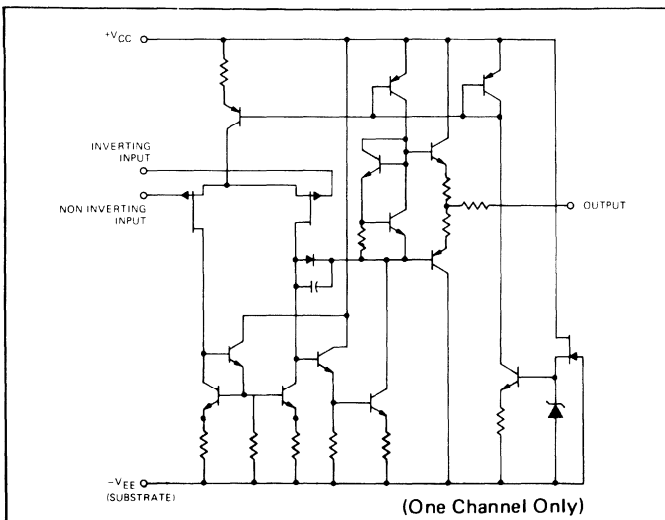 +VCC
INVERTING
INPUT
NON INVERTING
INPUT
OUTPUT
-VEE
(SUBSTRATE)
(One Channel Only)